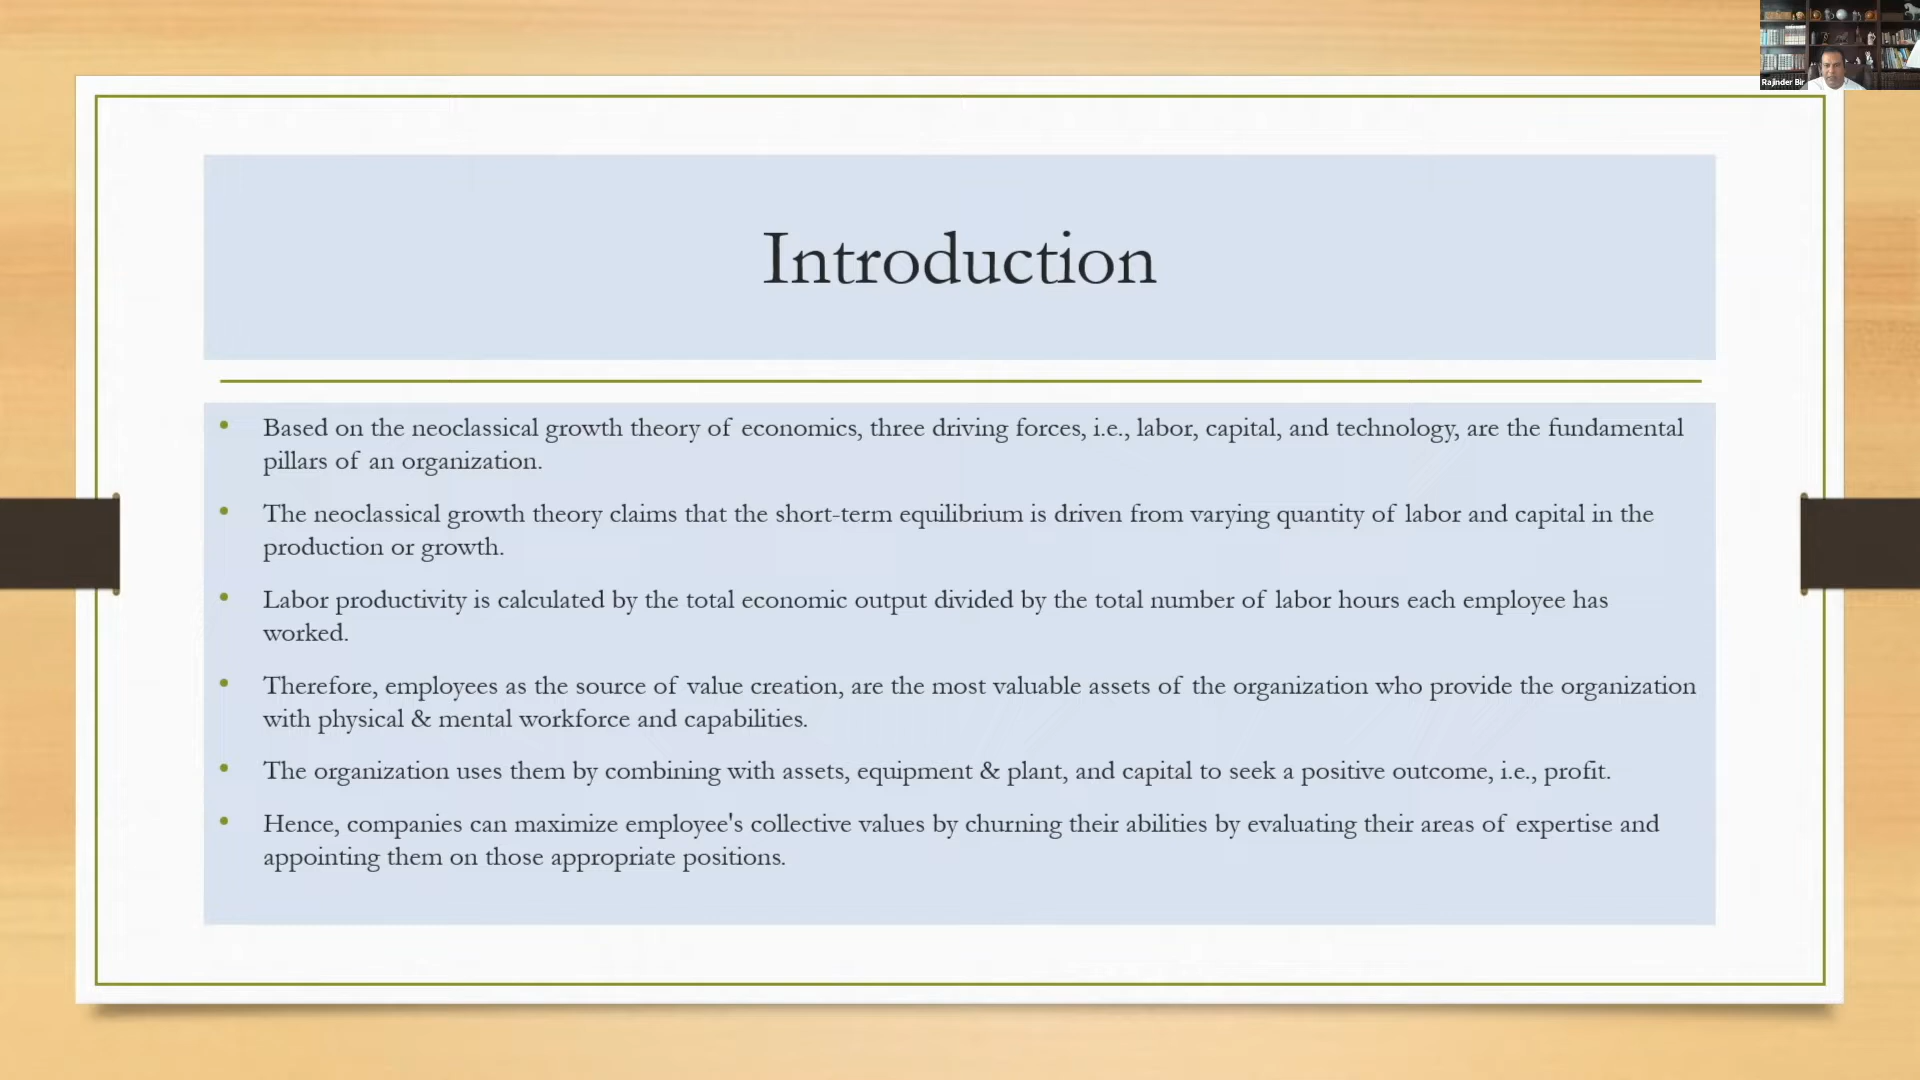 Rajinder Bir
Introduction
• Based on the neoclassical growth theory of economics, three driving forces, i.e., labor, capital, and technology, are the fundamental
pillars of an organization.
• The neoclassical growth theory claims that the short-term equilibrium is driven from varying quantity of labor and capital in the
production or growth.
• Labor productivity is calculated by the total economic output divided by the total number of labor hours each employee has
worked.
• Therefore, employees as the source of value creation, are the most valuable assets of the organization who provide the organization
with physical & mental workforce and capabilities.
• The organization uses them by combining with assets, equipment & plant, and capital to seek a positive outcome, i.e., profit.
• Hence, companies can maximize employee's collective values by churning their abilities by evaluating their areas of expertise and
appointing them on those appropriate positions.